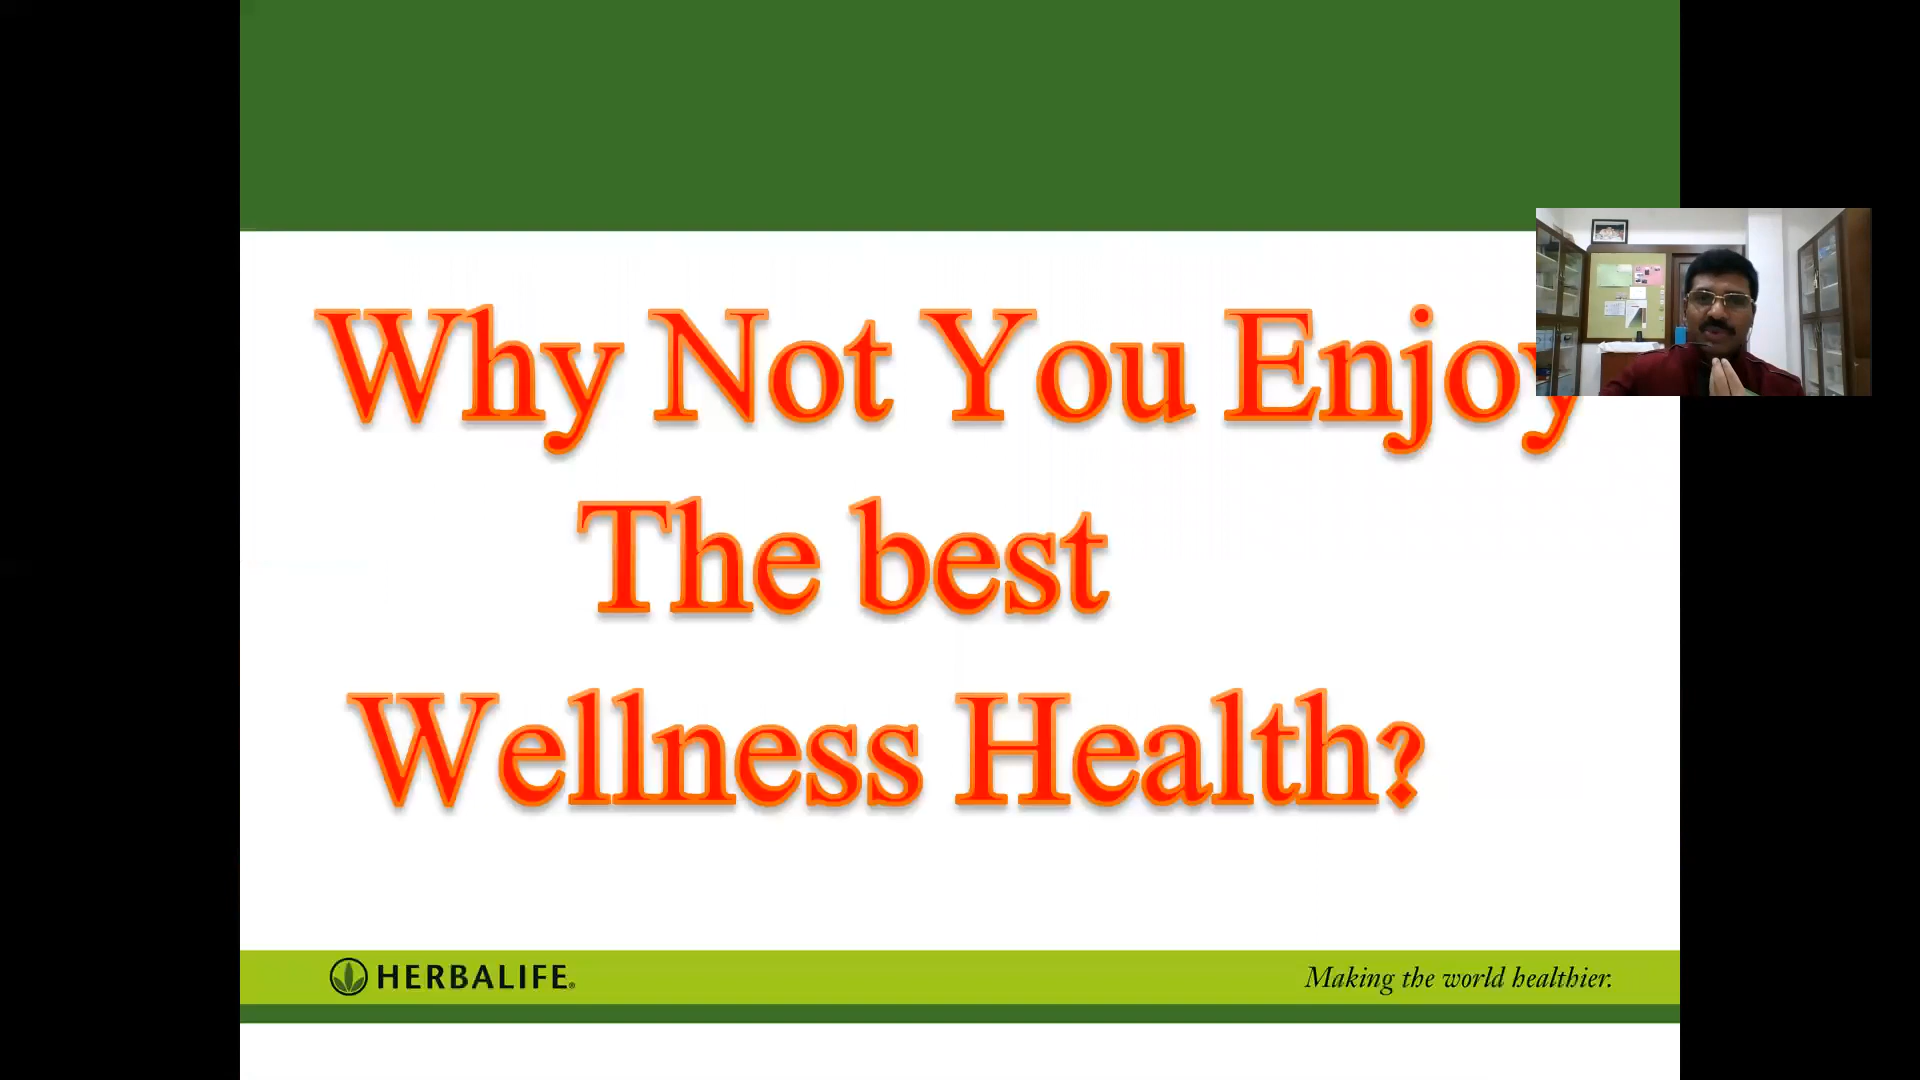 Why Not You Enjoy
The best
Wellness Health?
HERBALIFE®
Making the world healthier.